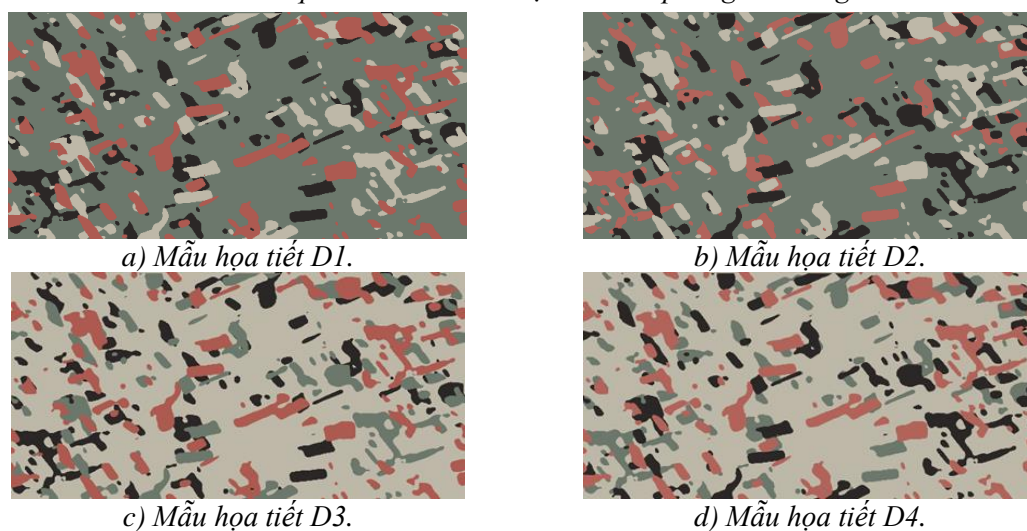 a) Mẫu họa tiết D1.
b) Mẫu họa tiết D2.
c) Mẫu họa tiết D3.
d) Mẫu họa tiết D4.